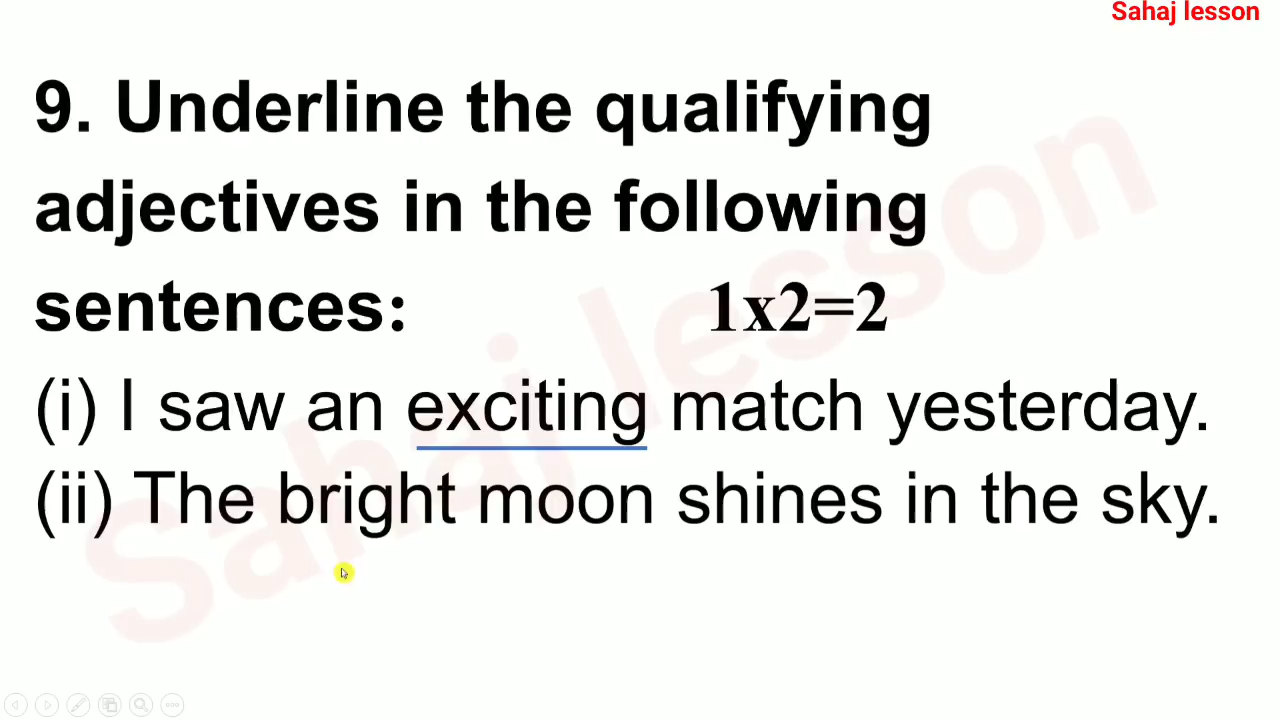 Sahaj lesson
9. Underline the qualifying
adjectives in the following
sentences: 1x2=2
(i) I saw an exciting match yesterday.
(ii) The bright moon shines in the sky.
Sahaj lesson